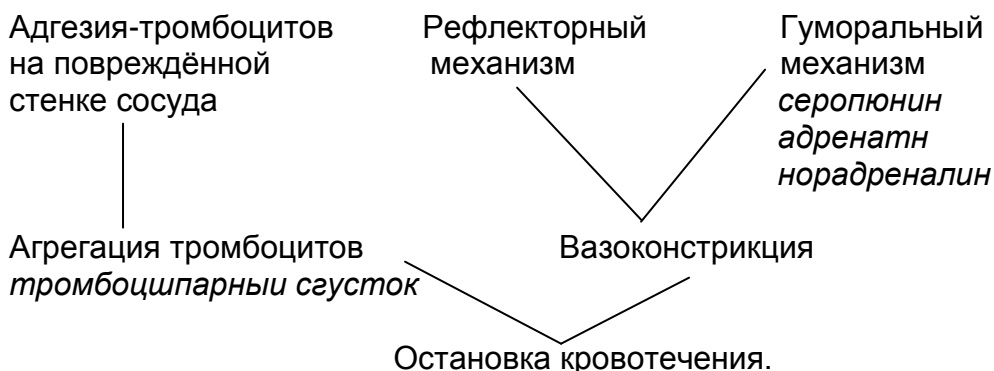 Адгезия-тромбоцитов
на повреждённой
стенке сосуда
Рефлекторный
механизм
Гуморальный
механизм
серопюнин
адренатн
норадреналин
Агрегация тромбоцитов
тромбоцшпарныи сгусток
Вазоконстрикция
Остановка кровотечения.